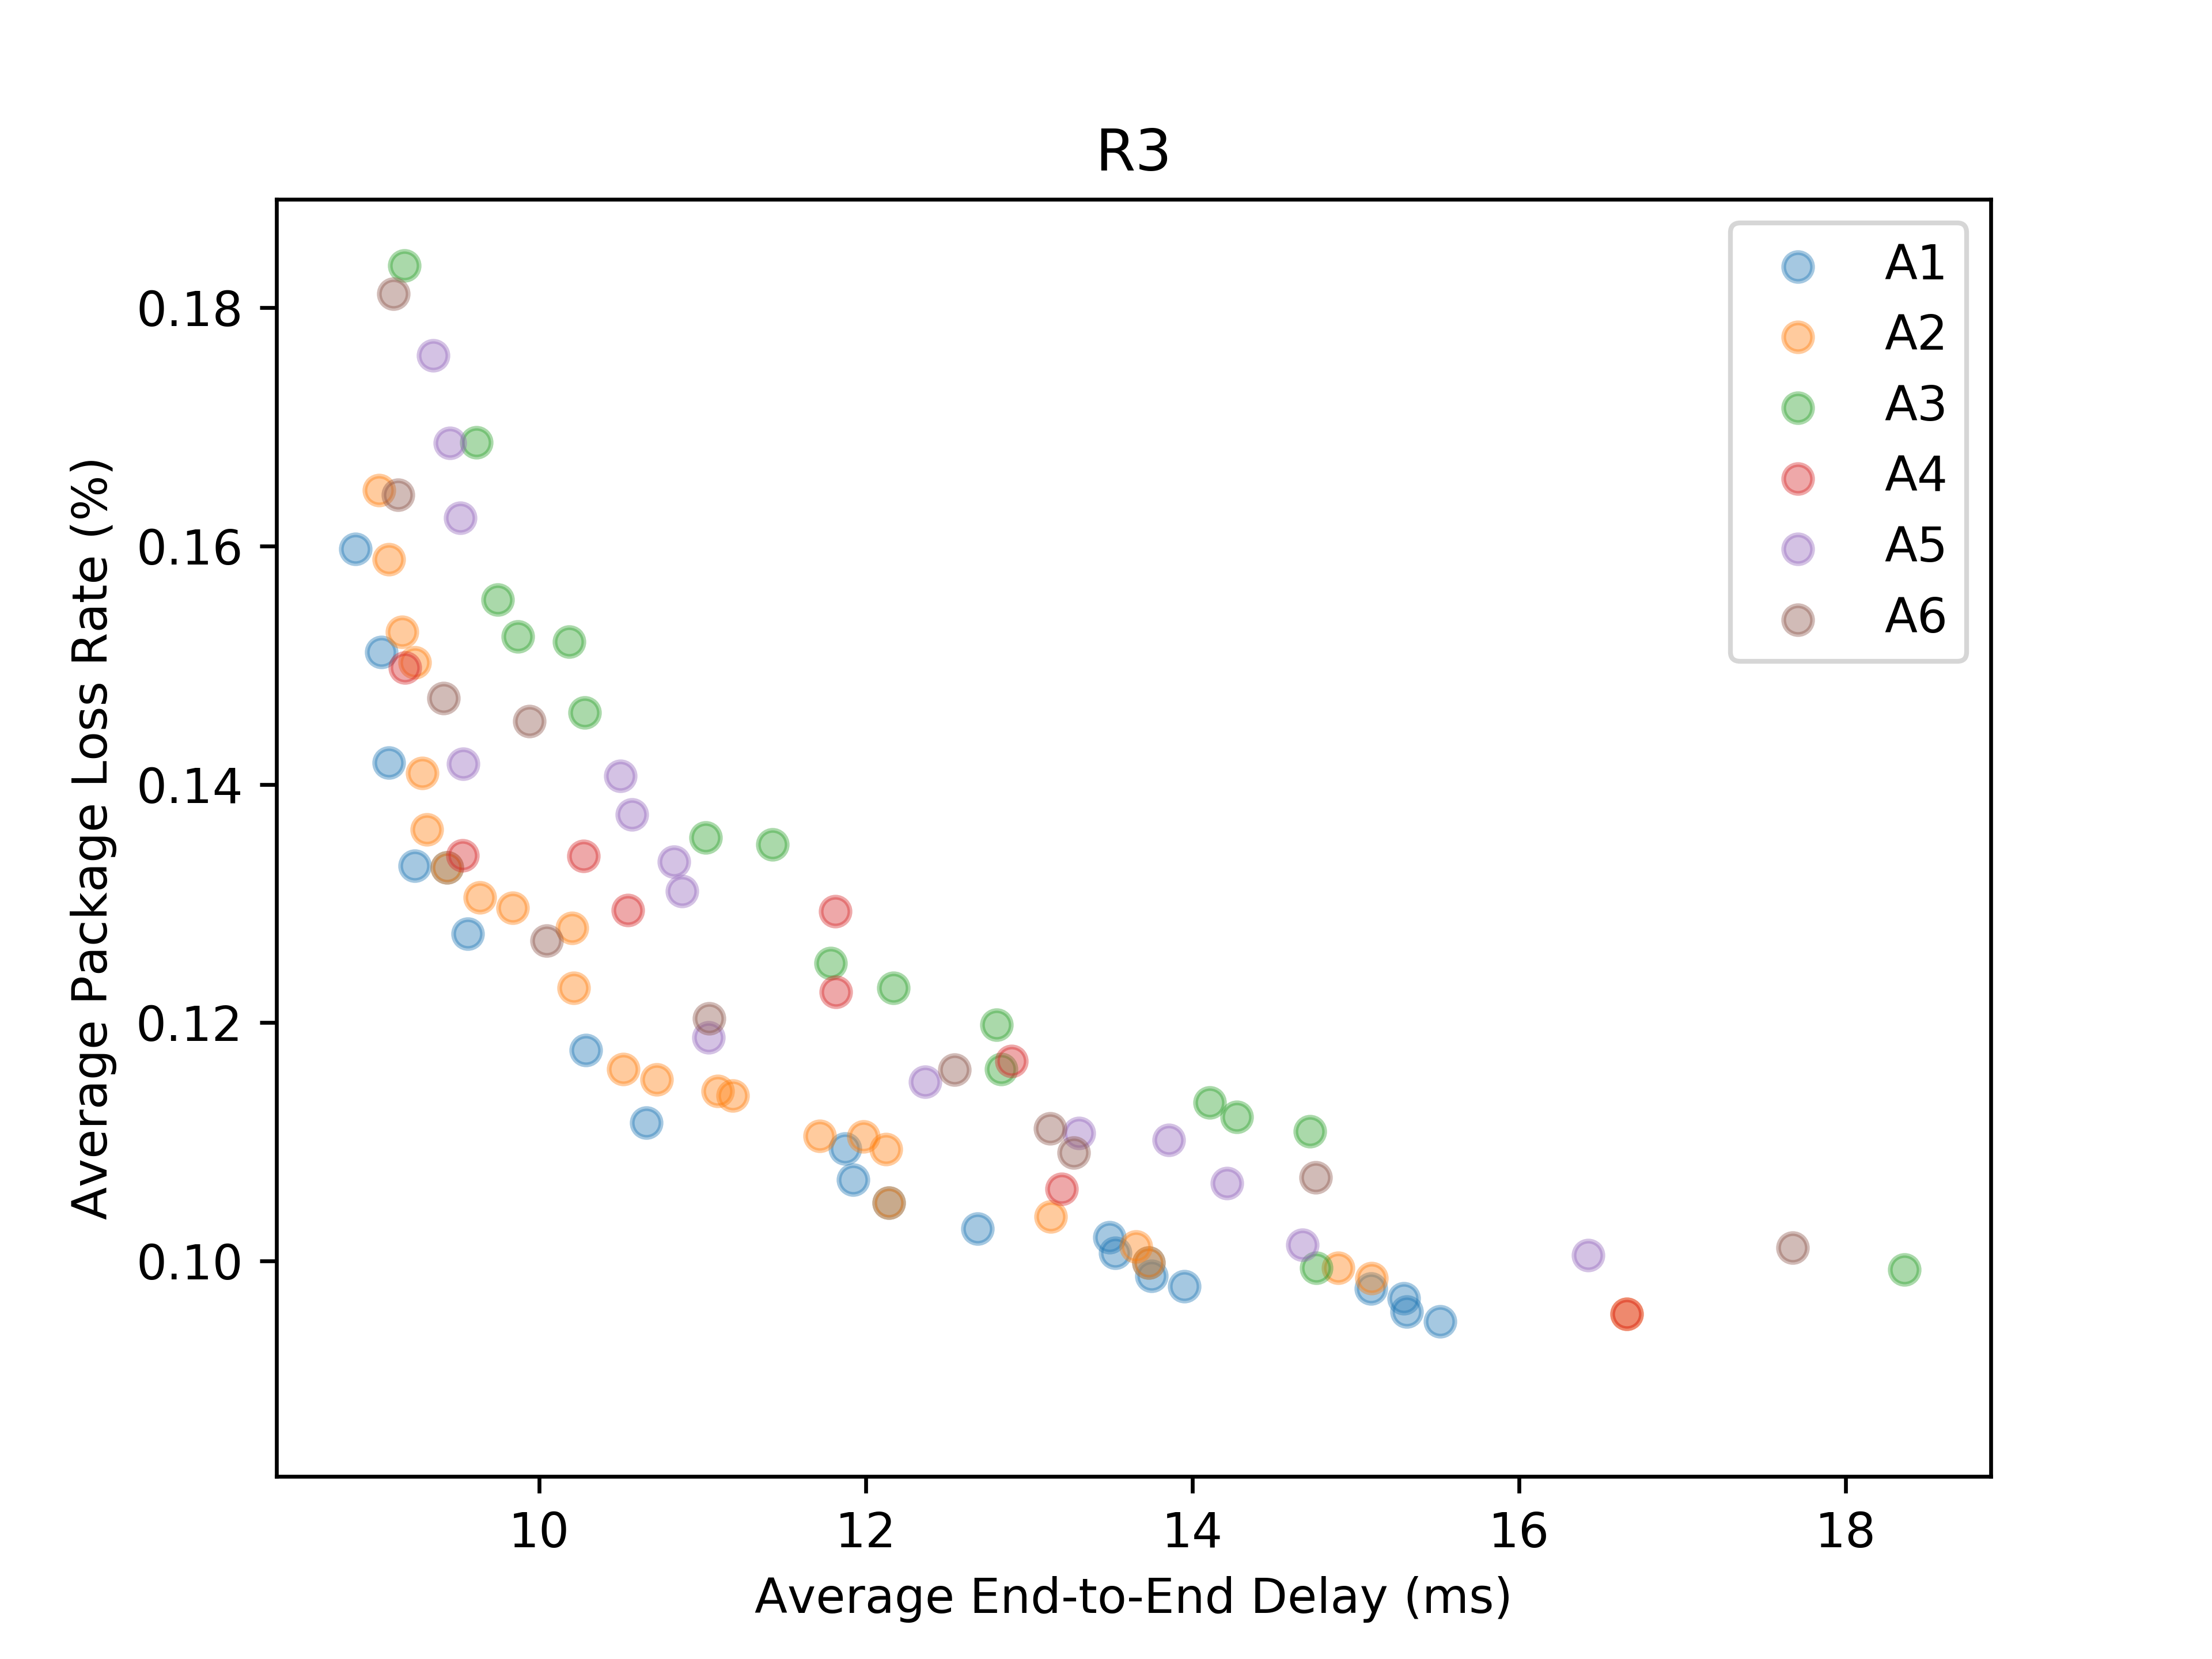 R3
0.18
0.16
0.14
0.12
0.10
Average Package Loss Rate (%)
A1
A2
A3
A4
A5
A6
10 12 14 16 18
Average End-to-End Delay (ms)